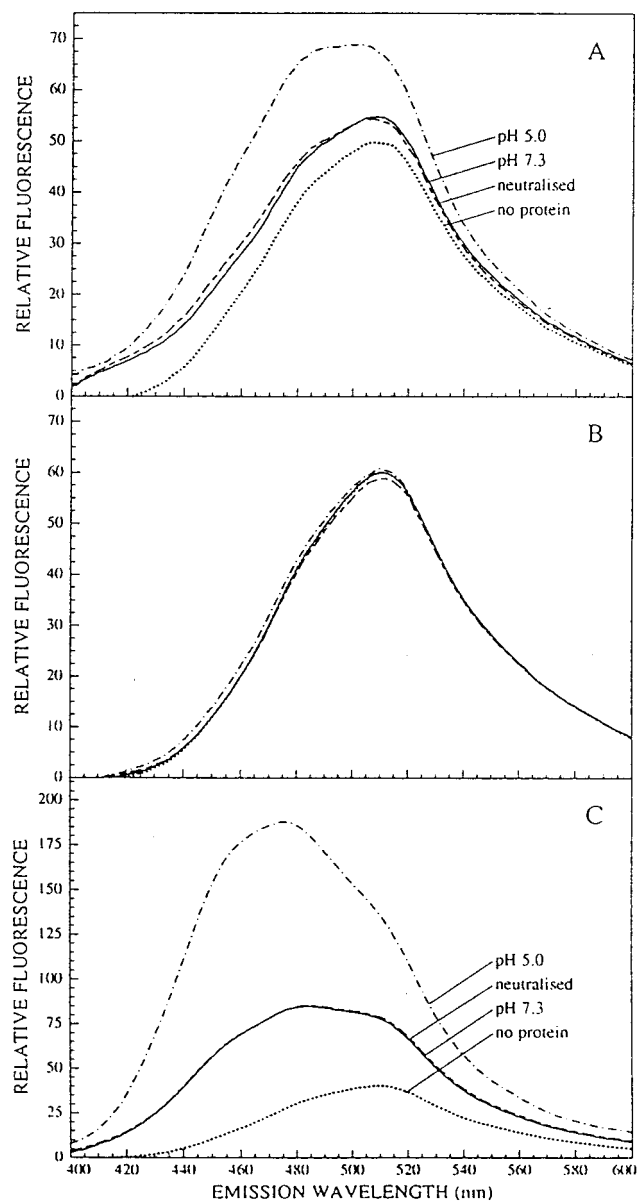 A
RELATIVE FLUORESCENCE
70
60
50
40
30
20
10
0
pH 5.0
pH 7.3
neutralised
no protein
B
RELATIVE FLUORESCENCE
70
60
50
40
30
20
10
0
C
RELATIVE FLUORESCENCE
200
175
150
125
100
75
50
25
0
pH 5.0
neutralised
pH 7.3
no protein
400 420 440 460 480 500 520 540 560 580 600
EMISSION WAVELENGTH (nm)